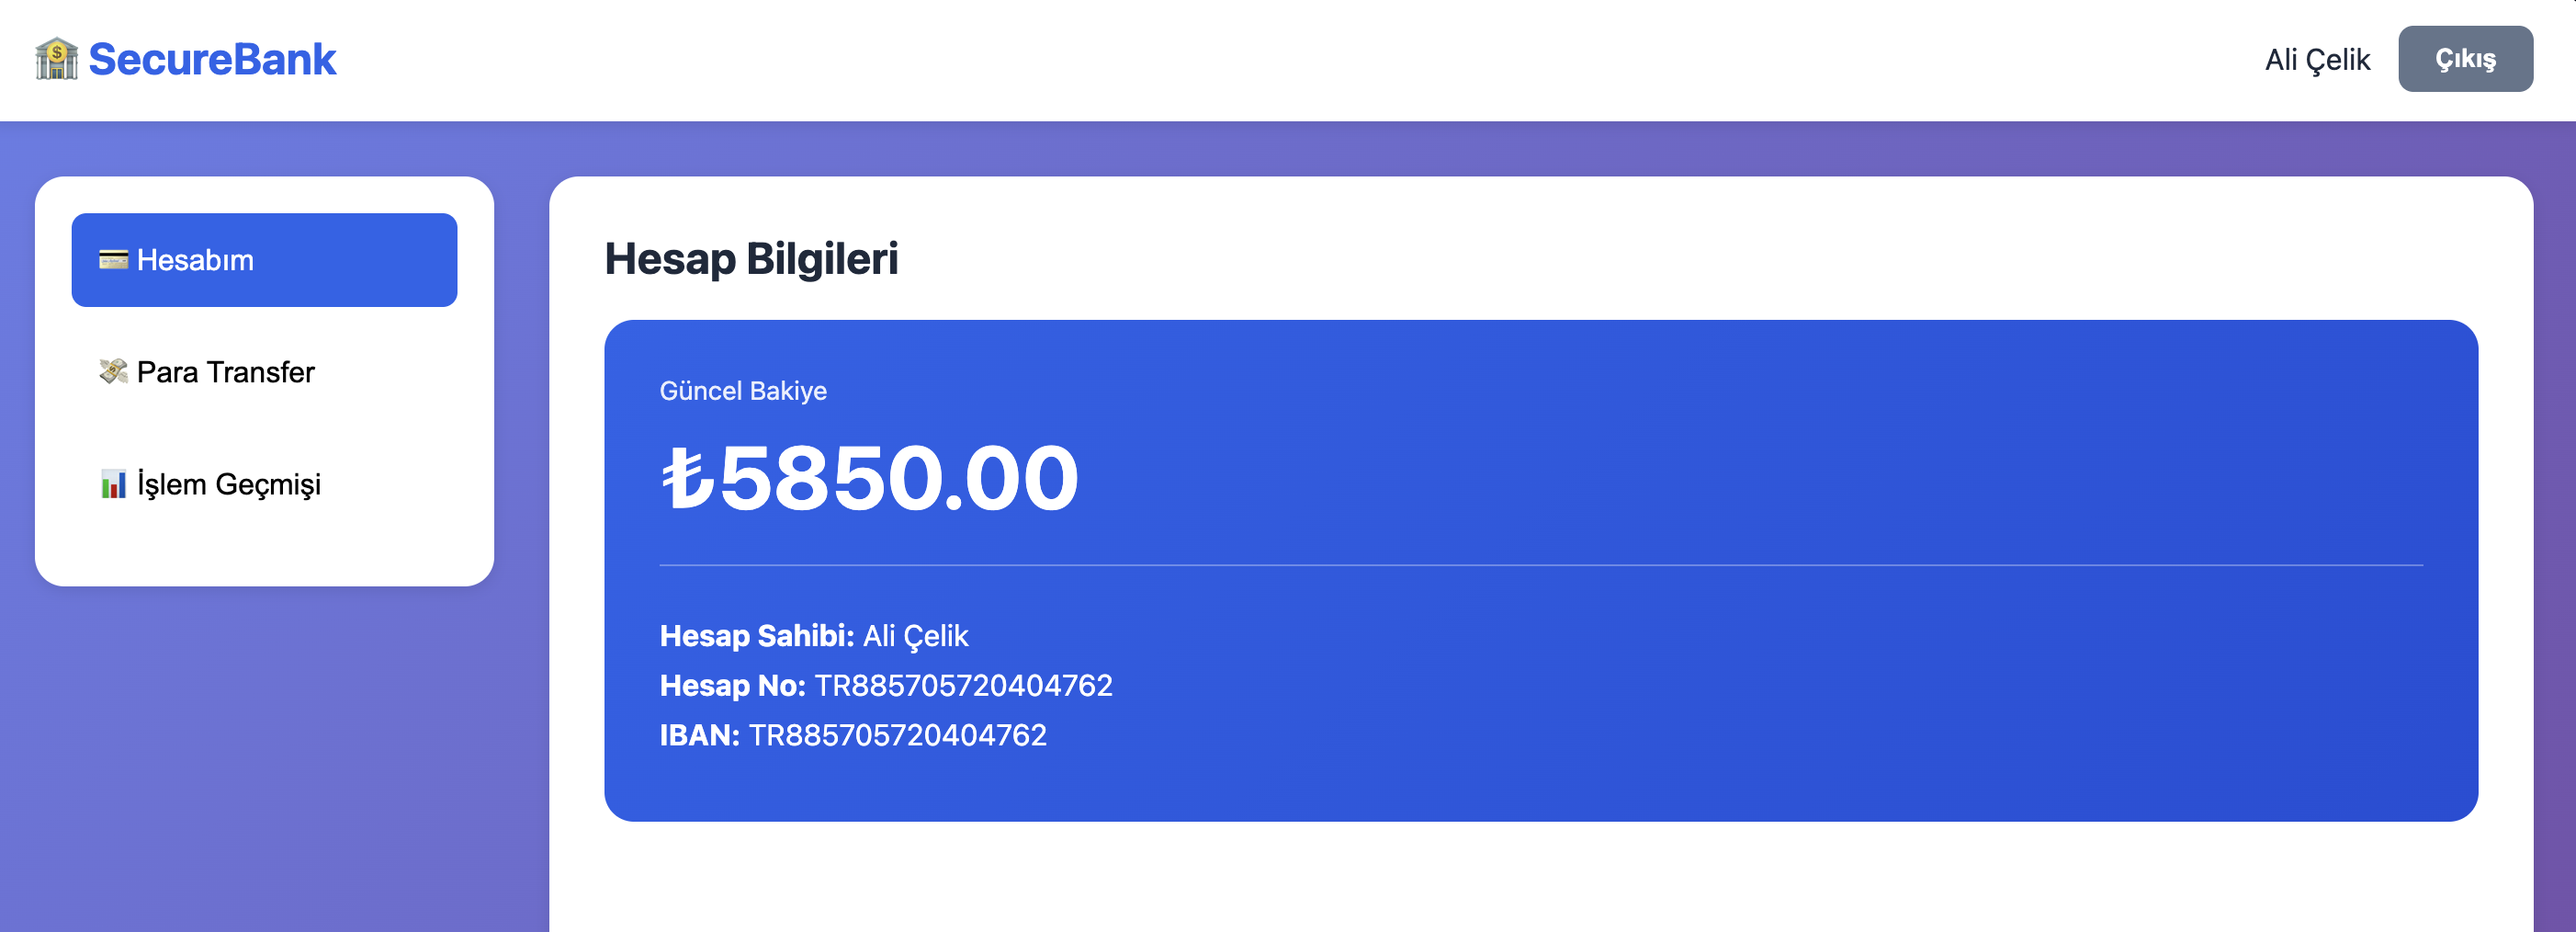 SecureBank
Ali Çelik
Çıkış
Hesabım
Para Transfer
İşlem Geçmişi
Hesap Bilgileri
Güncel Bakiye
₺5850.00
Hesap Sahibi: Ali Çelik
Hesap No: TR885705720404762
IBAN: TR885705720404762